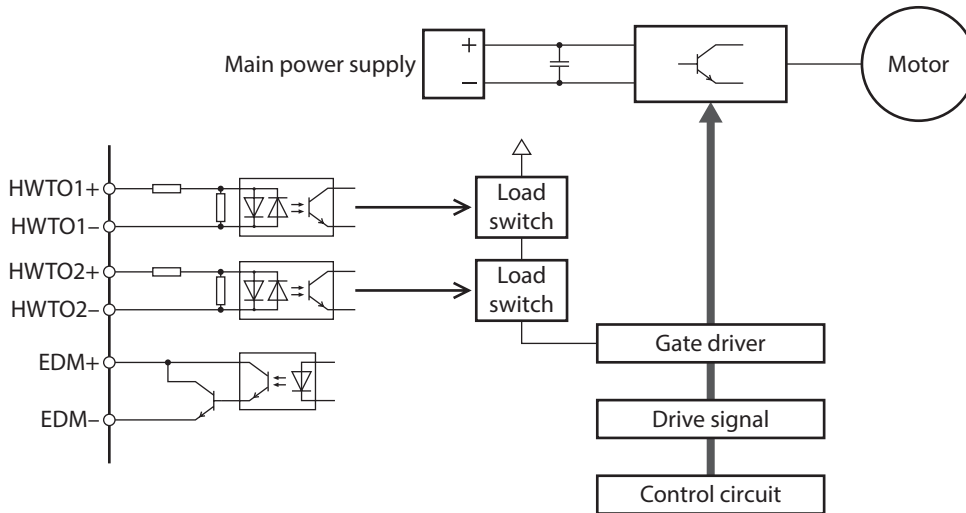 Main power supply
+
−
Motor
HWTO1+
HWTO1−
HWTO2+
HWTO2−
EDM+
EDM−
Load
switch
Load
switch
Gate driver
Drive signal
Control circuit